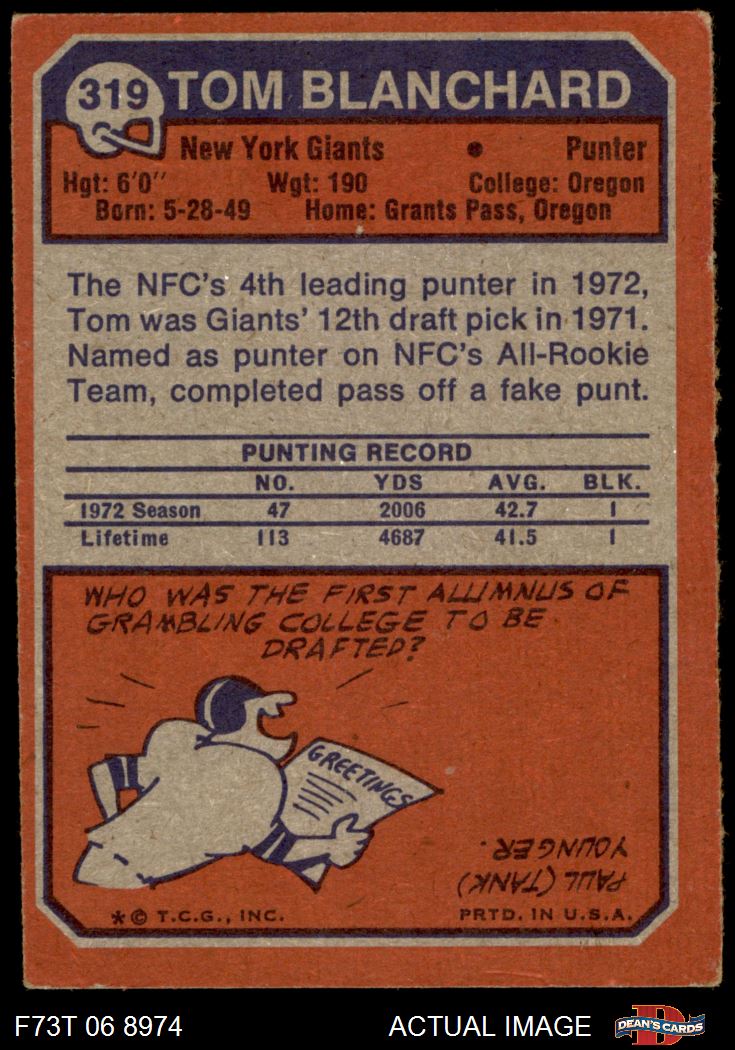 319 TOM BLANCHARD
New York Giants • Punter
Hgt: 6'0" Wgt: 190 College: Oregon
Born: 5-28-49 Home: Grants Pass, Oregon
The NFC's 4th leading punter in 1972,
Tom was Giants' 12th draft pick in 1971.
Named as punter on NFC's All-Rookie
Team, completed pass off a fake punt.
PUNTING RECORD
NO. YDS AVG. BLK.
1972 Season 47 2006 42.7 1
Lifetime 113 4687 41.5 1
WHO WAS THE FIRST ALUMNUS OF
GRAMBLING COLLEGE TO BE
DRAFTED?
GREETINGS
PAUL (TANK)
YOUNGER.
*© T.C.G., INC. PRTD. IN U.S.A.
F73T 06 8974 ACTUAL IMAGE D DEAN'S CARDS